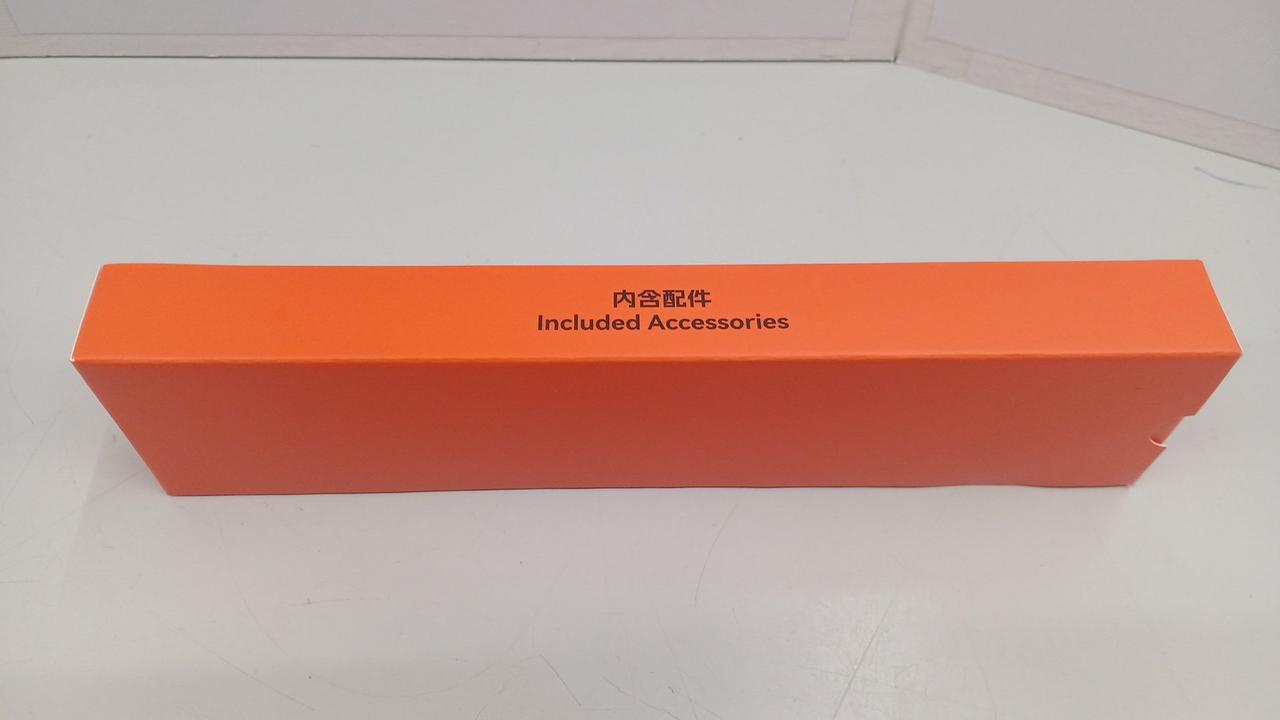 内含配件
Included Accessories